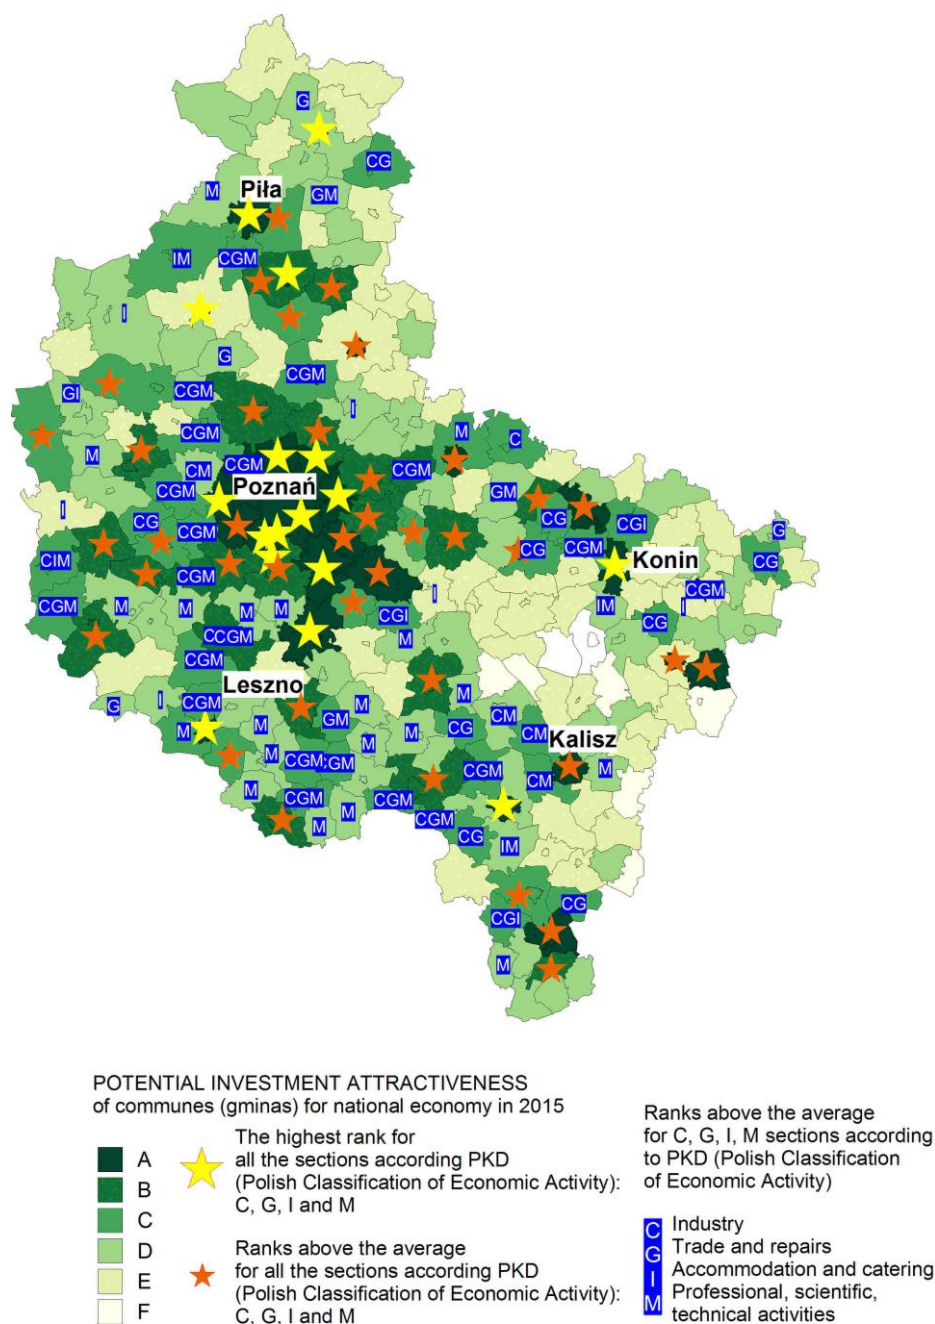 G
CG
M
Piła
GM
IM
CGM
I
G
CGM
GI
CGM
I
CGM
M
C
M
CM
CGM
CGM
Poznań
CGM
GM
CG
CGM
CG
CGI
G
I
CG
CGM
Konin
CG
CIM
CGM
I
CGM
CGM
M
M
M
M
CGI
IM
I
CG
CGM
M
CGM
Leszno
M
G
I
CGM
M
GM
M
CG
CM
M
M
M
CM
Kalisz
M
CGM
CGM
CGM
CM
M
M
CGM
M
M
CGM
CGM
CG
IM
CGI
CG
M
POTENTIAL INVESTMENT ATTRACTIVENESS
of communes (gminas) for national economy in 2015
A
B
C
D
E
F
The highest rank for
all the sections according PKD
(Polish Classification of Economic Activity):
C, G, I and M
Ranks above the average
for all the sections according PKD
(Polish Classification of Economic Activity):
C, G, I and M
Ranks above the average
for C, G, I, M sections according
to PKD (Polish Classification
of Economic Activity)
C Industry
G Trade and repairs
I Accommodation and catering
M Professional, scientific,
technical activities